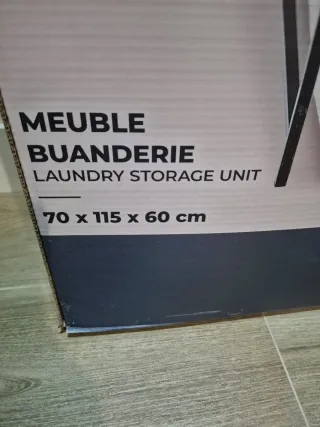 MEUBLE
BUANDERIE
LAUNDRY STORAGE UNIT
70 x 115 x 60 cm